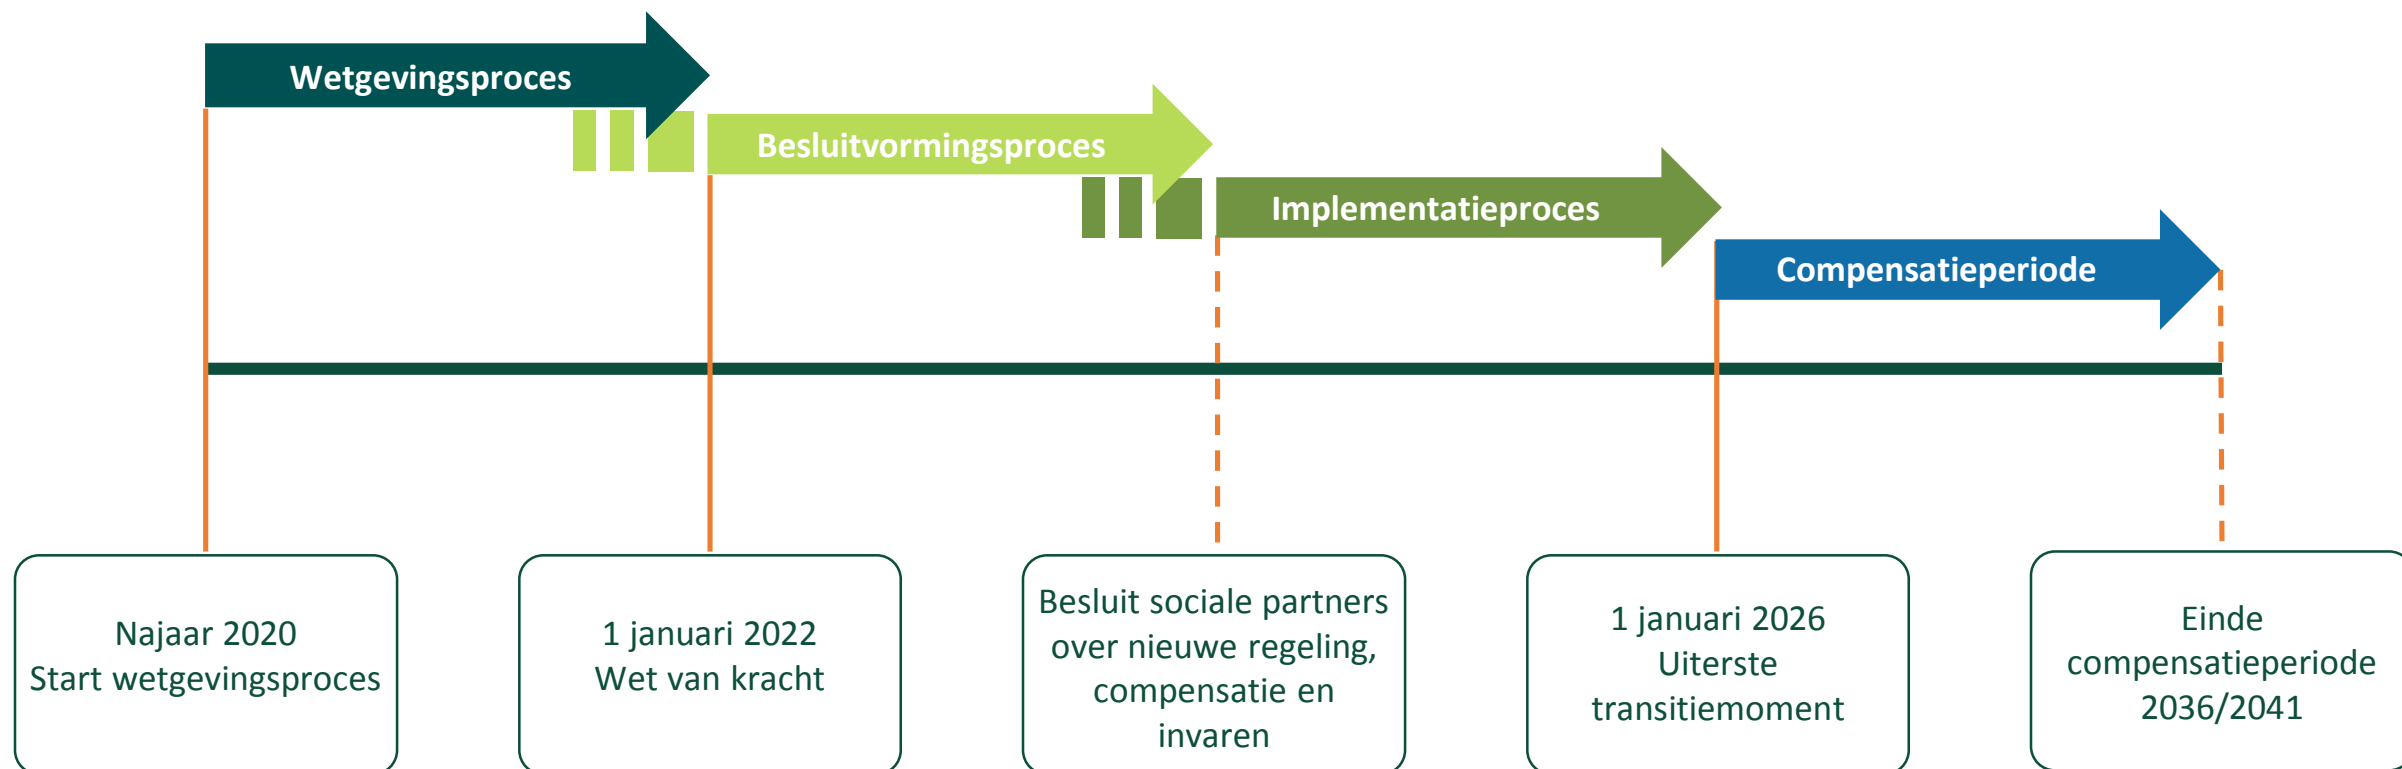 Wetgevingsproces
Besluitvormingsproces
Implementatieproces
Compensatieperiode
Najaar 2020
Start wetgevingsproces
1 januari 2022
Wet van kracht
Besluit sociale partners
over nieuwe regeling,
compensatie en
invaren
1 januari 2026
Uiterste
transitiemoment
Einde
compensatieperiode
2036/2041